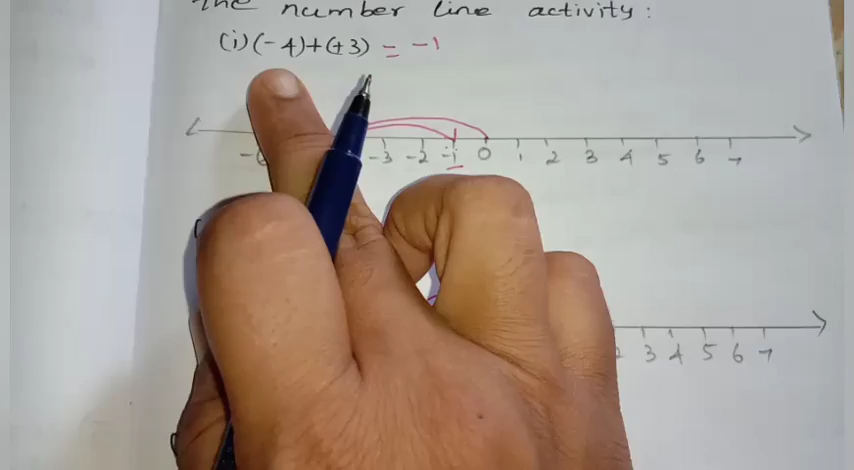 The number line activity :
(i) (-4)+(+3) = -1
-3 -2 -1 0 1 2 3 4 5 6 7
3 4 5 6 7